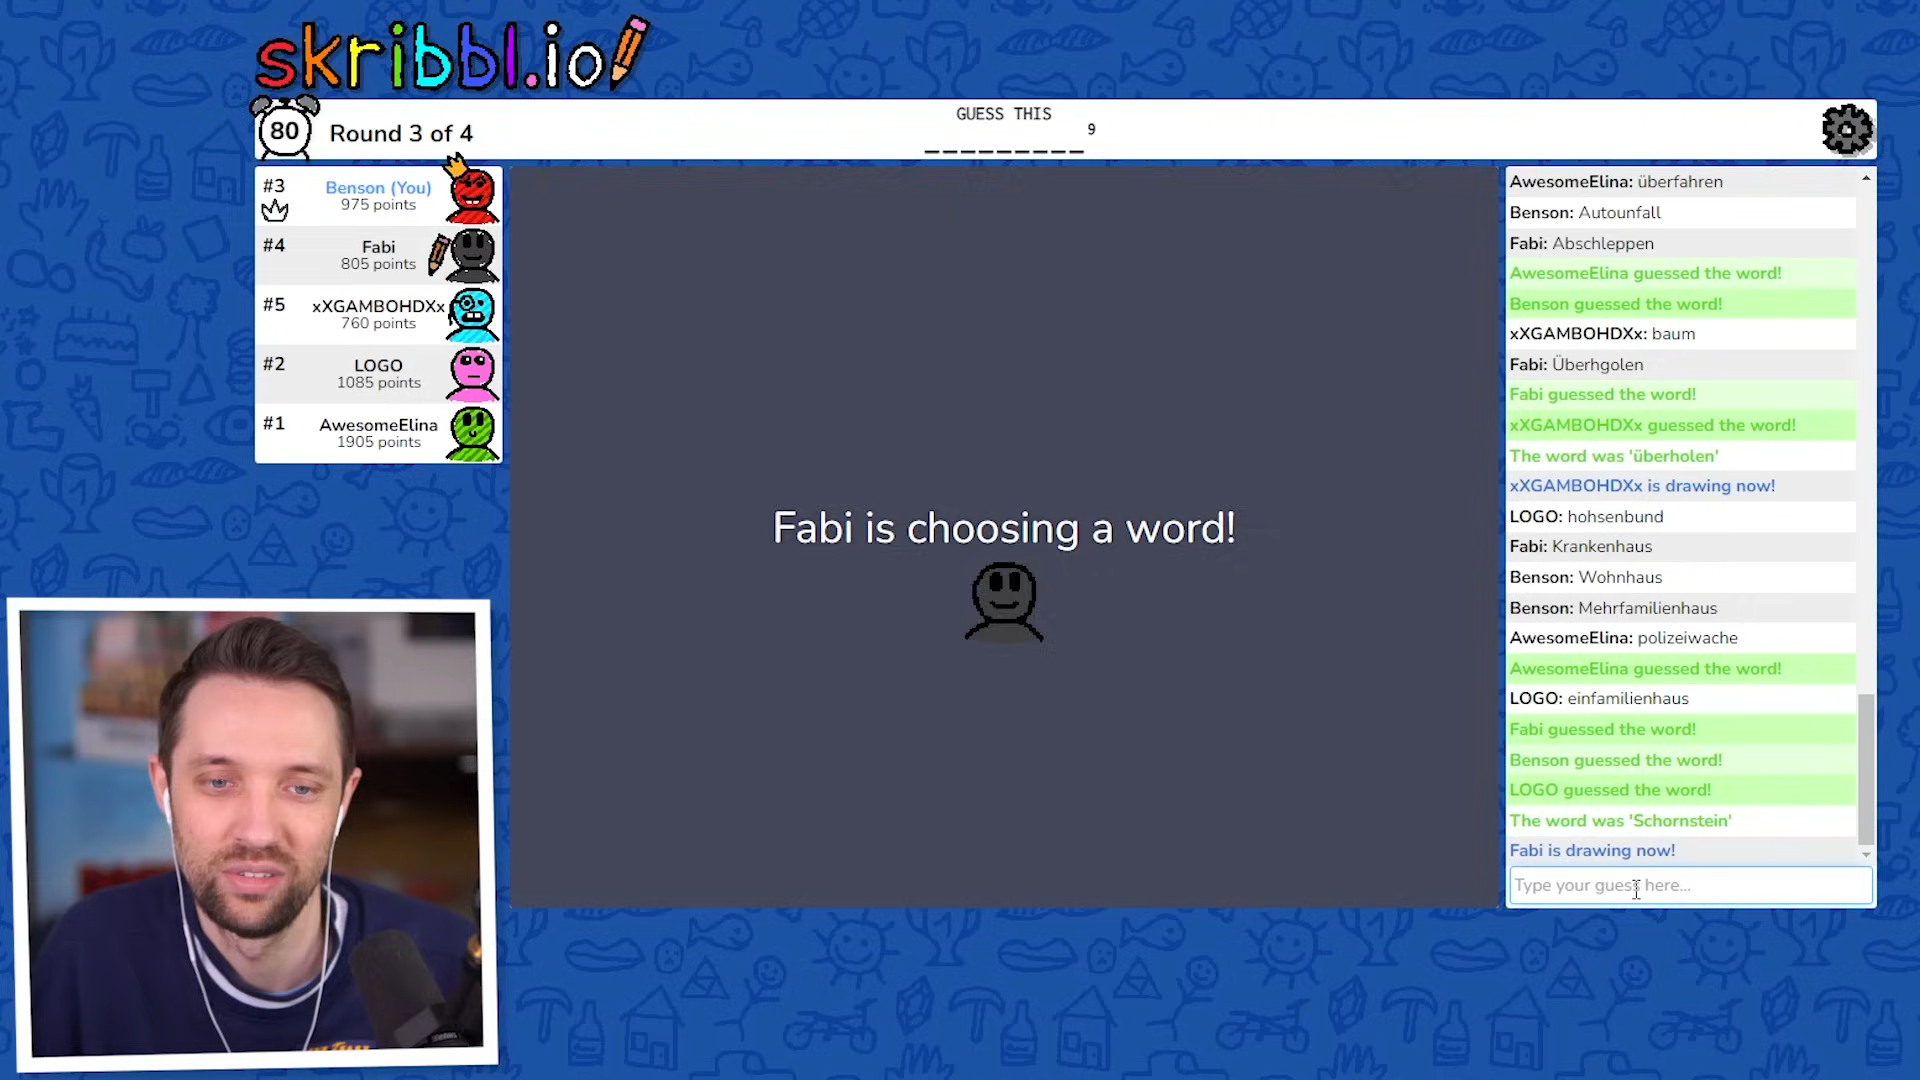 skribbl.io
80
Round 3 of 4
GUESS THIS
_________ 9
#3
Benson (You)
975 points
#4
Fabi
805 points
#5
xXGAMBOHDXx
760 points
#2
LOGO
1085 points
#1
AwesomeElina
1905 points
Fabi is choosing a word!
AwesomeElina: überfahren
Benson: Autounfall
Fabi: Abschleppen
AwesomeElina guessed the word!
Benson guessed the word!
xXGAMBOHDXx: baum
Fabi: Überhgolen
Fabi guessed the word!
xXGAMBOHDXx guessed the word!
The word was 'überholen'
xXGAMBOHDXx is drawing now!
LOGO: hohsenbund
Fabi: Krankenhaus
Benson: Wohnhaus
Benson: Mehrfamilienhaus
AwesomeElina: polizeiwache
AwesomeElina guessed the word!
LOGO: einfamilienhaus
Fabi guessed the word!
Benson guessed the word!
LOGO guessed the word!
The word was 'Schornstein'
Fabi is drawing now!
Type your guess here...